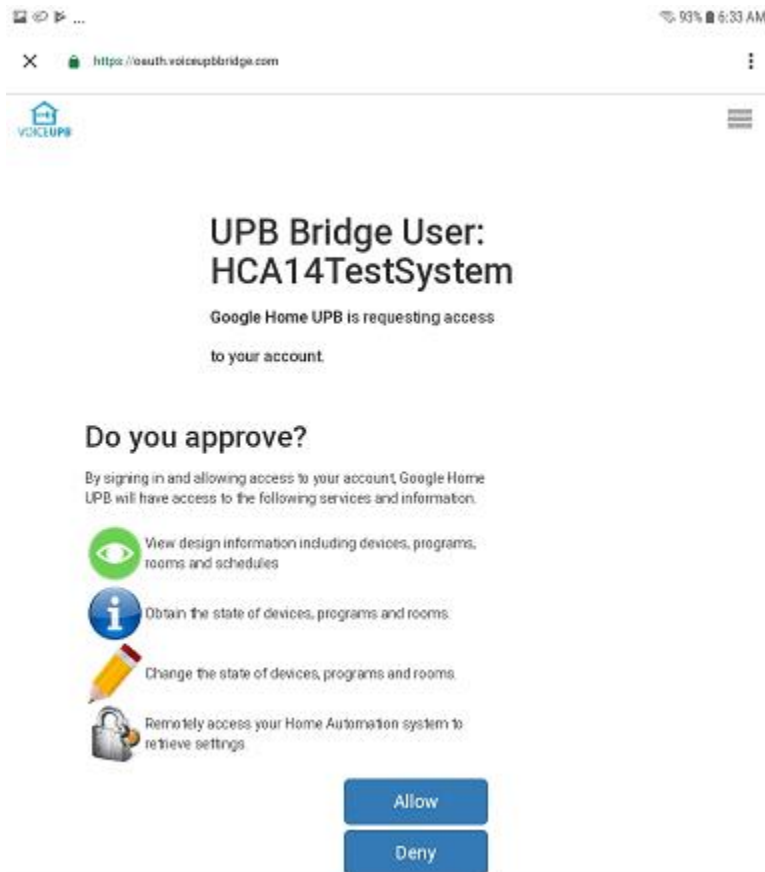 93% 6:33 AM
https://oauth.voiceupbbridge.com
VOICEUPB
UPB Bridge User:
HCA14TestSystem
Google Home UPB is requesting access
to your account.
Do you approve?
By signing in and allowing access to your account, Google Home
UPB will have access to the following services and information.
View design information including devices, programs,
rooms and schedules
Obtain the state of devices, programs and rooms.
Change the state of devices, programs and rooms.
Remotely access your Home Automation system to
retrieve settings
Allow
Deny